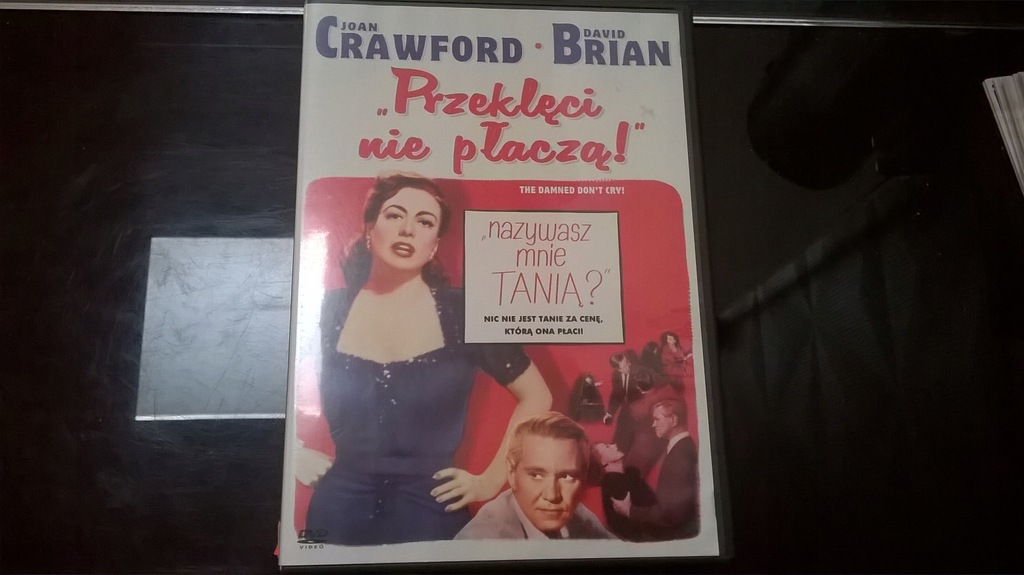 JOAN DAVID
CRAWFORD · BRIAN
„Przeklęci
nie płaczą!"
THE DAMNED DON'T CRY!
„nazywasz
mnie
TANIĄ?"
NIC NIE JEST TANIE ZA CENĘ,
KTÓRĄ ONA PŁACI!
DVD
VIDEO